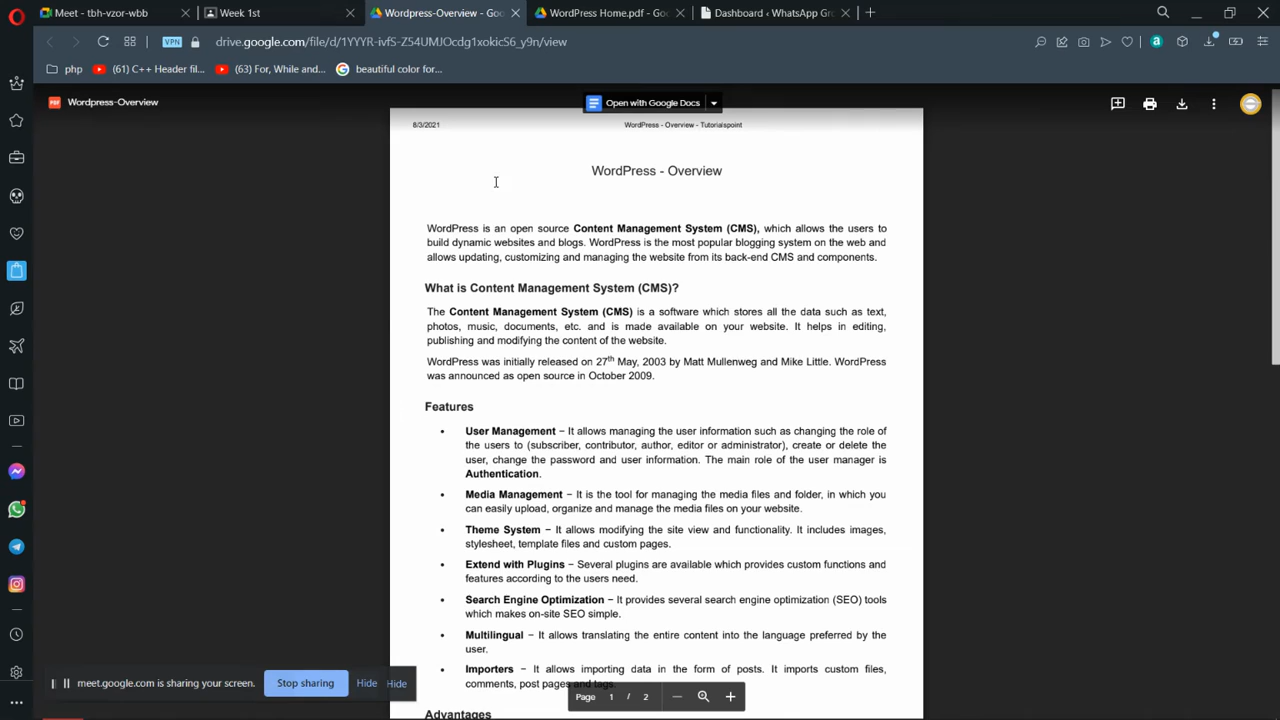 Meet - tbh-vzor-wbb
Week 1st
Wordpress-Overview - Goo
WordPress Home.pdf - Google
Dashboard ‹ WhatsApp Gro
VPN
drive.google.com/file/d/1YYYR-ivfS-Z54UMJOcdg1xokicS6_y9n/view
php
(61) C++ Header fil...
(63) For, While and...
beautiful color for...
PDF
Wordpress-Overview
Open with Google Docs
8/3/2021
WordPress - Overview - Tutorialspoint
WordPress - Overview
WordPress is an open source Content Management System (CMS), which allows the users to
build dynamic websites and blogs. WordPress is the most popular blogging system on the web and
allows updating, customizing and managing the website from its back-end CMS and components.
What is Content Management System (CMS)?
The Content Management System (CMS) is a software which stores all the data such as text,
photos, music, documents, etc. and is made available on your website. It helps in editing,
publishing and modifying the content of the website.
WordPress was initially released on 27th May, 2003 by Matt Mullenweg and Mike Little. WordPress
was announced as open source in October 2009.
Features
• User Management − It allows managing the user information such as changing the role of
the users to (subscriber, contributor, author, editor or administrator), create or delete the
user, change the password and user information. The main role of the user manager is
Authentication.
• Media Management − It is the tool for managing the media files and folder, in which you
can easily upload, organize and manage the media files on your website.
• Theme System − It allows modifying the site view and functionality. It includes images,
stylesheet, template files and custom pages.
• Extend with Plugins − Several plugins are available which provides custom functions and
features according to the users need.
• Search Engine Optimization − It provides several search engine optimization (SEO) tools
which makes on-site SEO simple.
• Multilingual − It allows translating the entire content into the language preferred by the
user.
• Importers − It allows importing data in the form of posts. It imports custom files,
comments, post pages and tags.
Advantages
meet.google.com is sharing your screen.
Stop sharing
Hide
Hide
Page 1 / 2